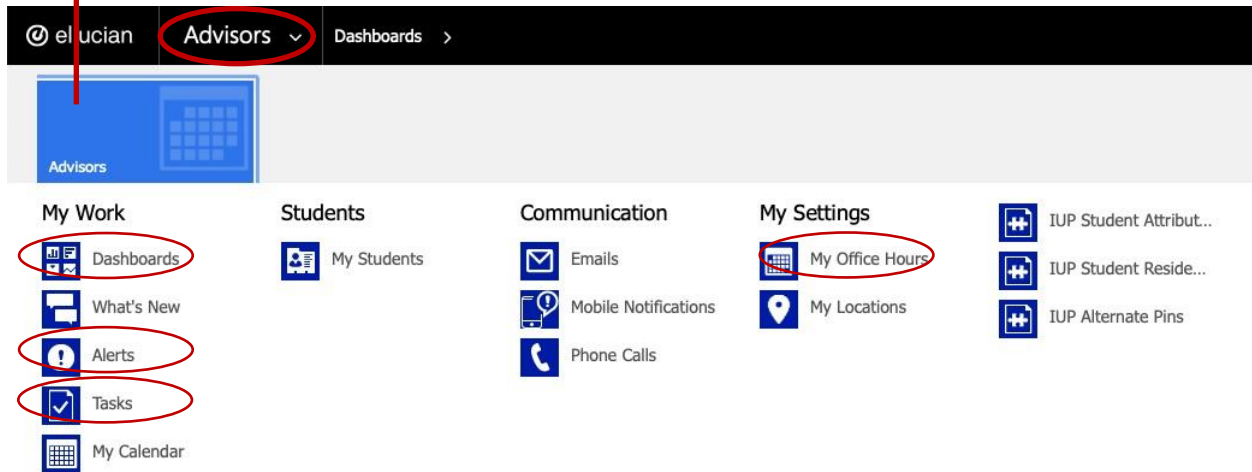 ellucian Advisors Dashboards >
Advisors
My Work
Dashboards
What's New
Alerts
Tasks
My Calendar
Students
My Students
Communication
Emails
Mobile Notifications
Phone Calls
My Settings
My Office Hours
My Locations
IUP Student Attribut...
IUP Student Reside...
IUP Alternate Pins